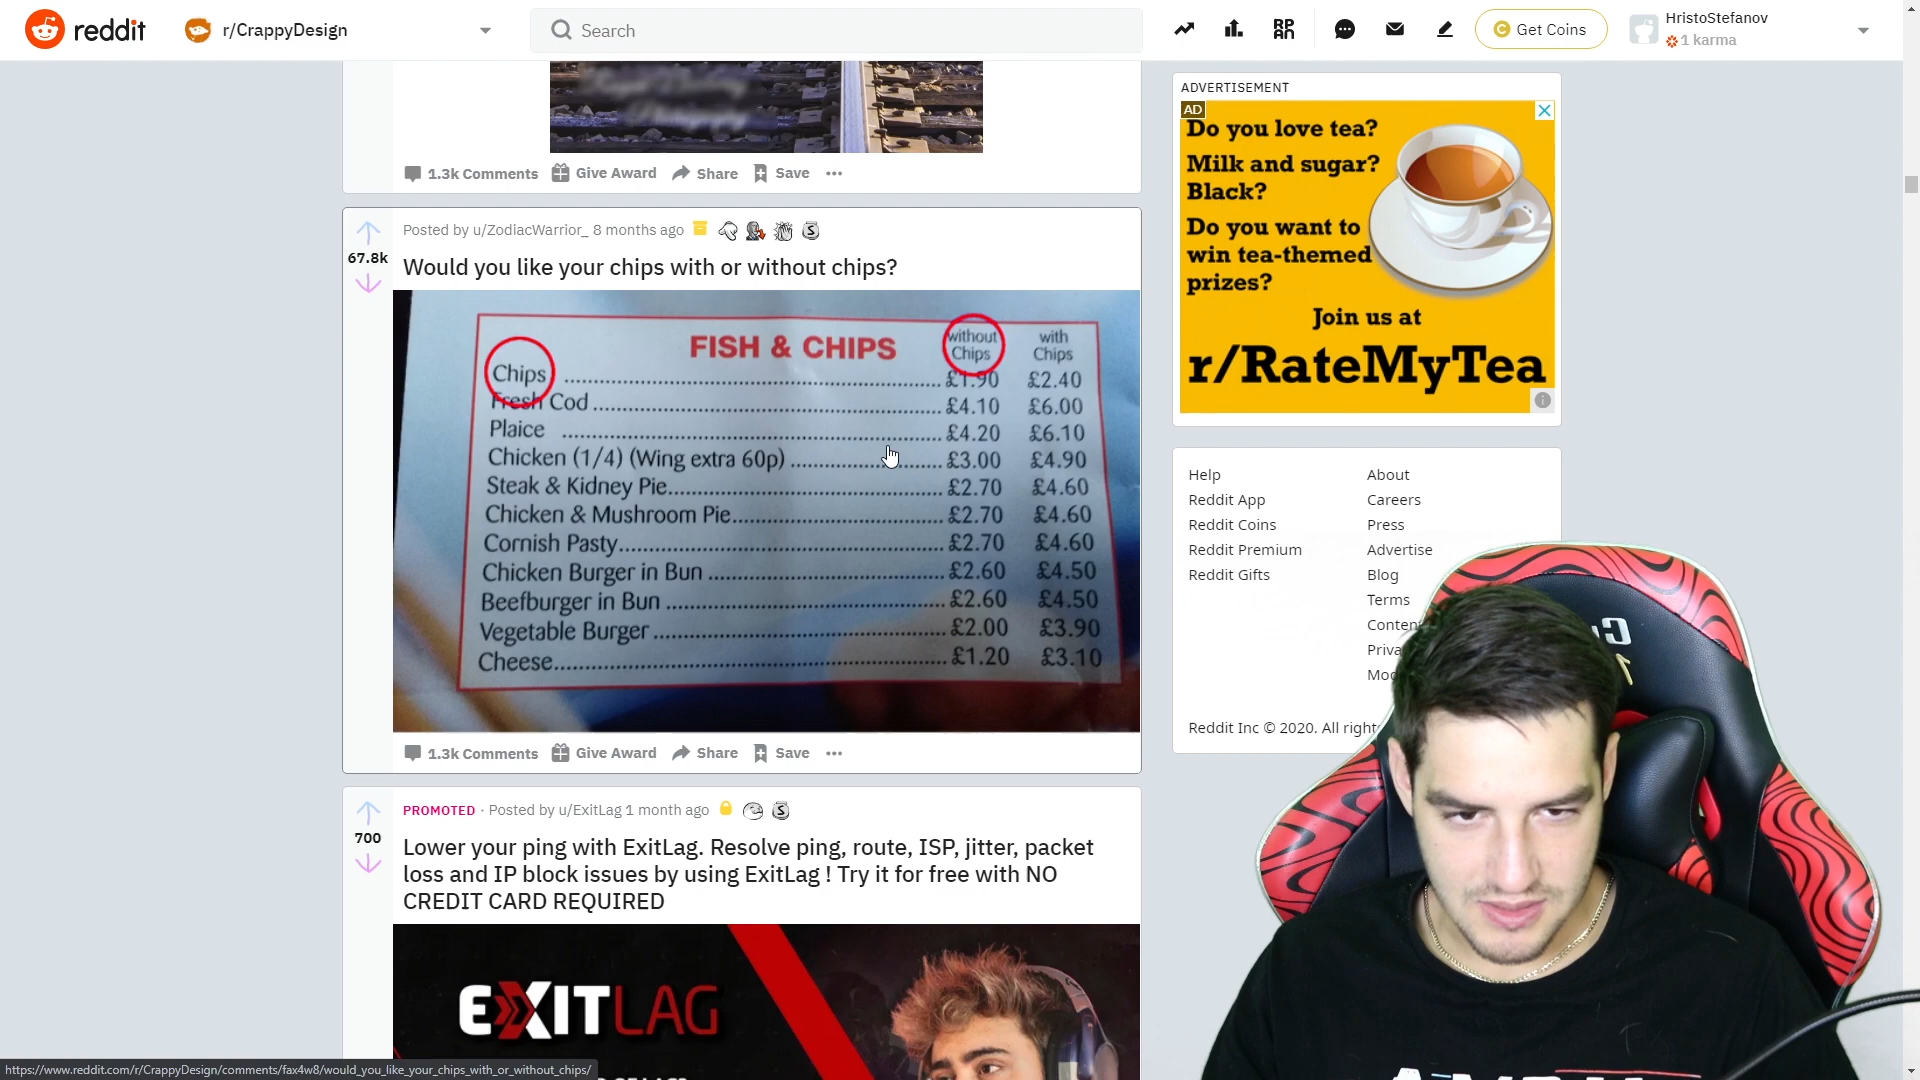 reddit
r/CrappyDesign
Search
Get Coins
HristoStefanov
1 karma
1.3k Comments
Give Award
Share
Save
Posted by u/ZodiacWarrior_ 8 months ago
67.8k
Would you like your chips with or without chips?
FISH & CHIPS
without Chips
with Chips
Chips ... £1.90 £2.40
Fresh Cod ... £4.10 £6.00
Plaice ... £4.20 £6.10
Chicken (1/4) (Wing extra 60p) ... £3.00 £4.90
Steak & Kidney Pie... £2.70 £4.60
Chicken & Mushroom Pie... £2.70 £4.60
Cornish Pasty... £2.70 £4.60
Chicken Burger in Bun ... £2.60 £4.50
Beefburger in Bun ... £2.60 £4.50
Vegetable Burger ... £2.00 £3.90
Cheese... £1.20 £3.10
1.3k Comments
Give Award
Share
Save
PROMOTED · Posted by u/ExitLag 1 month ago
700
Lower your ping with ExitLag. Resolve ping, route, ISP, jitter, packet
loss and IP block issues by using ExitLag ! Try it for free with NO
CREDIT CARD REQUIRED
EXITLAG
https://www.reddit.com/r/CrappyDesign/comments/fax4w8/would_you_like_your_chips_with_or_without_chips/
ADVERTISEMENT
AD
Do you love tea?
Milk and sugar?
Black?
Do you want to
win tea-themed
prizes?
Join us at
r/RateMyTea
Help
Reddit App
Reddit Coins
Reddit Premium
Reddit Gifts
About
Careers
Press
Advertise
Blog
Terms
Conten
Priva
Mod
Reddit Inc © 2020. All right